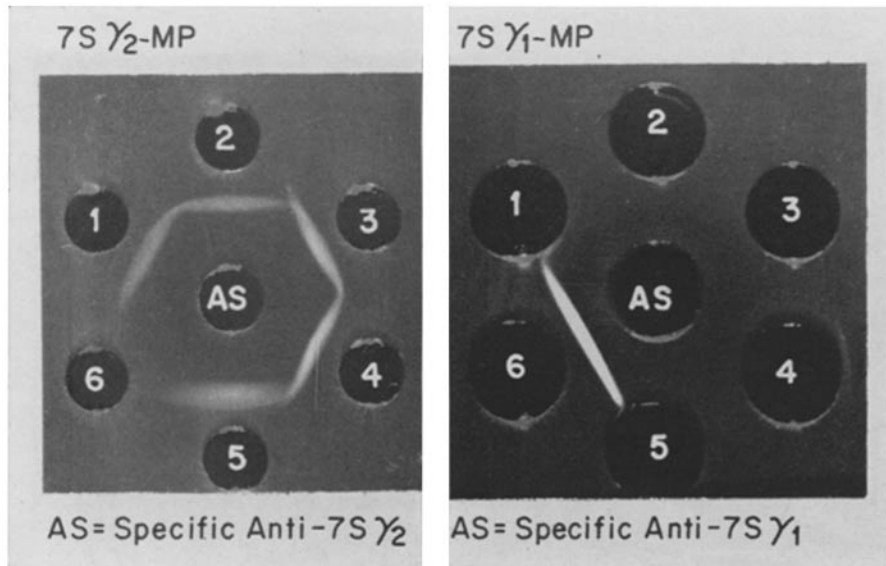 7S γ₂-MP
2
1
3
AS
6
4
5
AS= Specific Anti-7S γ₂
7S γ₁-MP
2
1
3
AS
6
4
5
AS= Specific Anti-7S γ₁